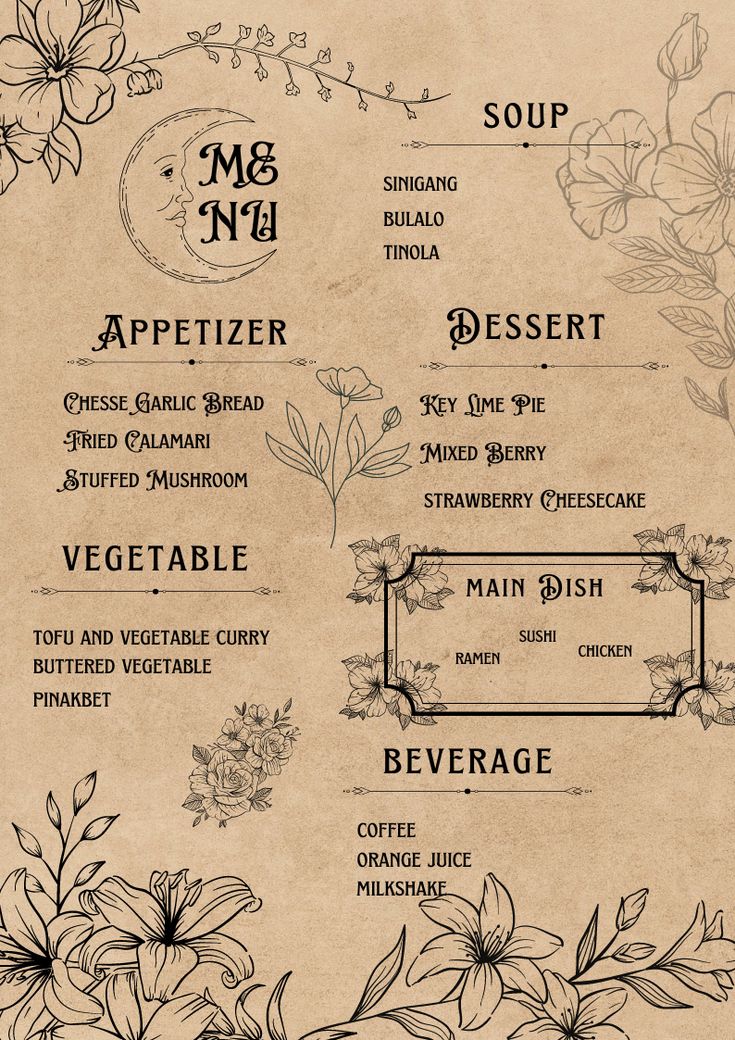 ME
NU
SOUP
SINIGANG
BULALO
TINOLA
APPETIZER
CHESSE GARLIC BREAD
FRIED CALAMARI
STUFFED MUSHROOM
DESSERT
KEY LIME PIE
MIXED BERRY
STRAWBERRY CHEESECAKE
VEGETABLE
TOFU AND VEGETABLE CURRY
BUTTERED VEGETABLE
PINAKBET
MAIN DISH
RAMEN
SUSHI
CHICKEN
BEVERAGE
COFFEE
ORANGE JUICE
MILKSHAKE